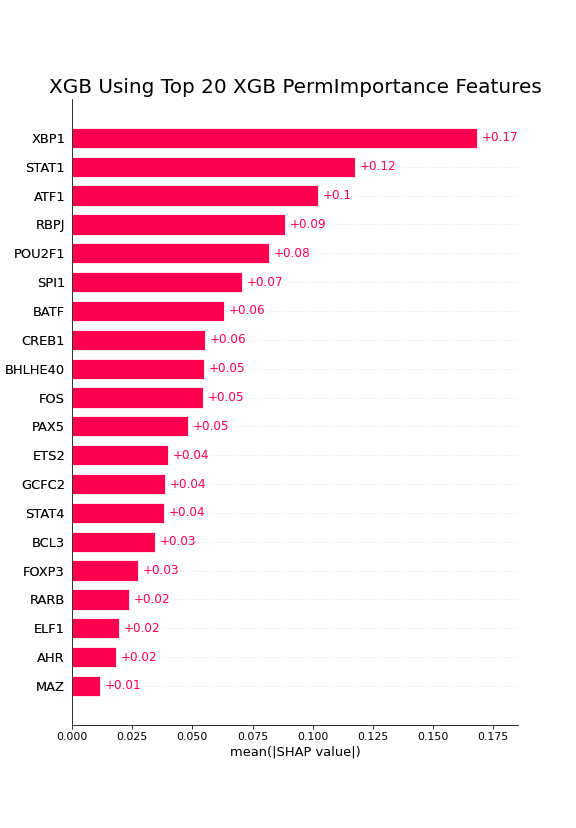 XGB Using Top 20 XGB PermImportance Features
XBP1 +0.17
STAT1 +0.12
ATF1 +0.1
RBPJ +0.09
POU2F1 +0.08
SPI1 +0.07
BATF +0.06
CREB1 +0.06
BHLHE40 +0.05
FOS +0.05
PAX5 +0.05
ETS2 +0.04
GCFC2 +0.04
STAT4 +0.04
BCL3 +0.03
FOXP3 +0.03
RARB +0.02
ELF1 +0.02
AHR +0.02
MAZ +0.01
0.000 0.025 0.050 0.075 0.100 0.125 0.150 0.175
mean(|SHAP value|)